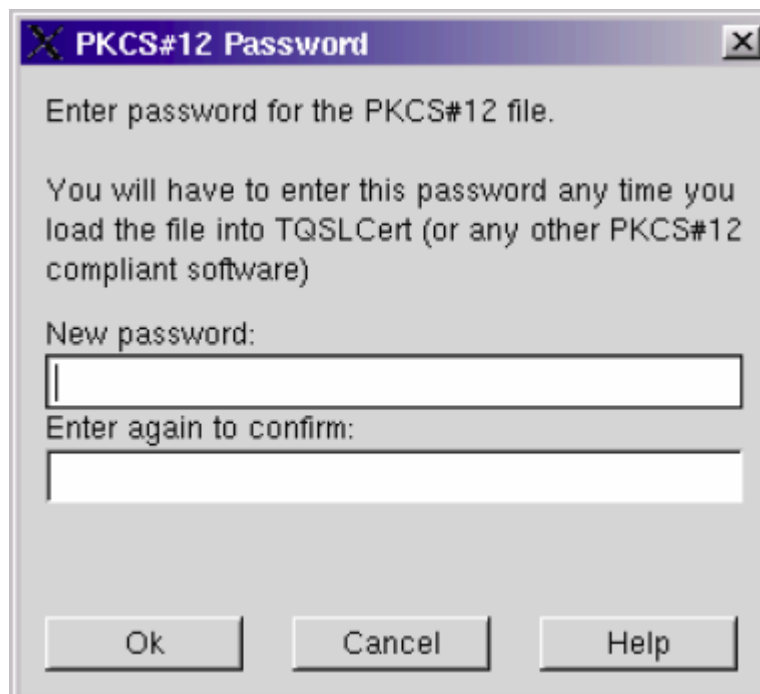 PKCS#12 Password
Enter password for the PKCS#12 file.
You will have to enter this password any time you
load the file into TQSLCert (or any other PKCS#12
compliant software)
New password:
Enter again to confirm:
Ok Cancel Help